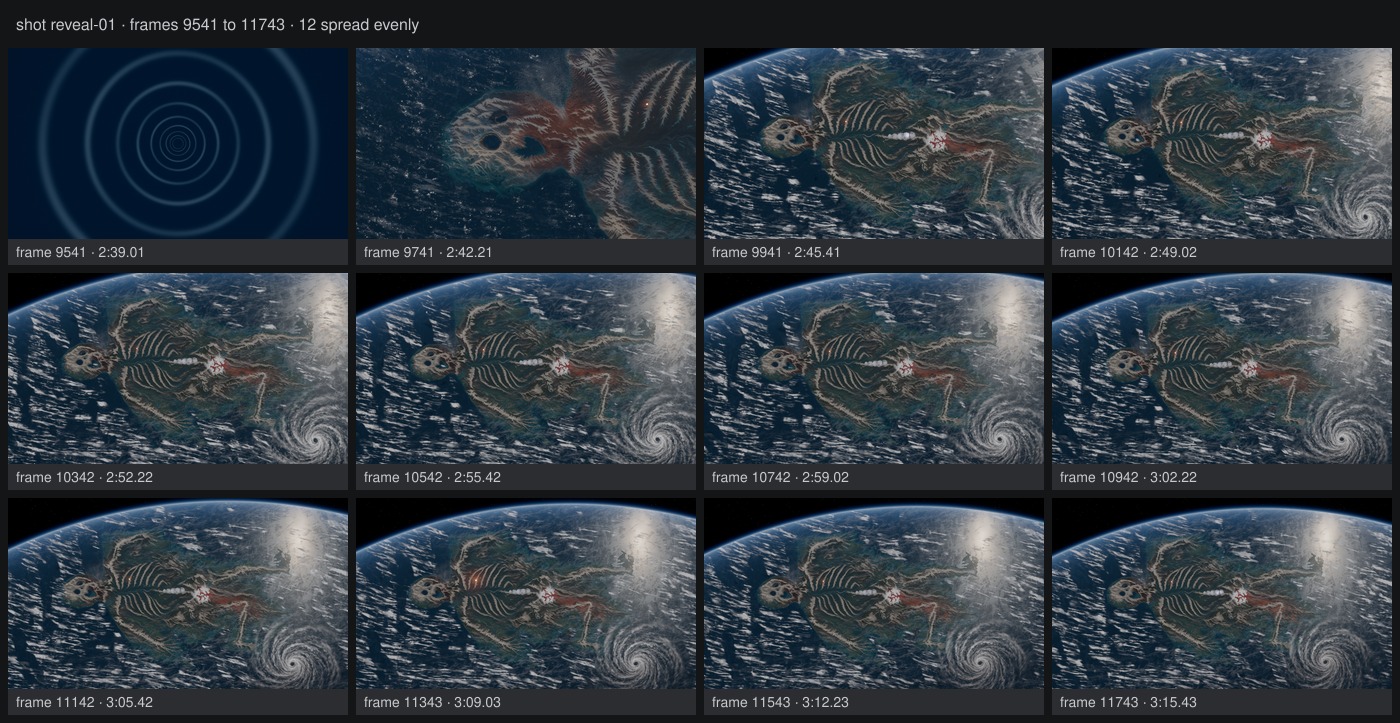 shot reveal-01 · frames 9541 to 11743 · 12 spread evenly
frame 9541 · 2:39.01
frame 9741 · 2:42.21
frame 9941 · 2:45.41
frame 10142 · 2:49.02
frame 10342 · 2:52.22
frame 10542 · 2:55.42
frame 10742 · 2:59.02
frame 10942 · 3:02.22
frame 11142 · 3:05.42
frame 11343 · 3:09.03
frame 11543 · 3:12.23
frame 11743 · 3:15.43